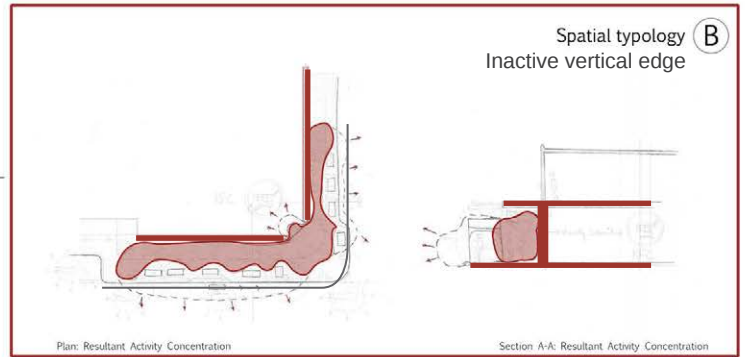 Spatial typology B
Inactive vertical edge
Plan: Resultant Activity Concentration
Section A-A: Resultant Activity Concentration